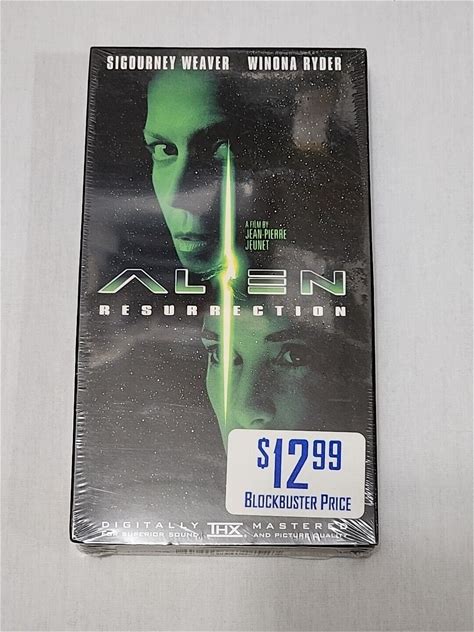 SIGOURNEY WEAVER WINONA RYDER
A FILM BY
JEAN-PIERRE
JEUNET
ALIEN
RESURRECTION
$12.99
BLOCKBUSTER PRICE
DIGITALLY THX MASTERED
FOR SUPERIOR SOUND AND PICTURE QUALITY